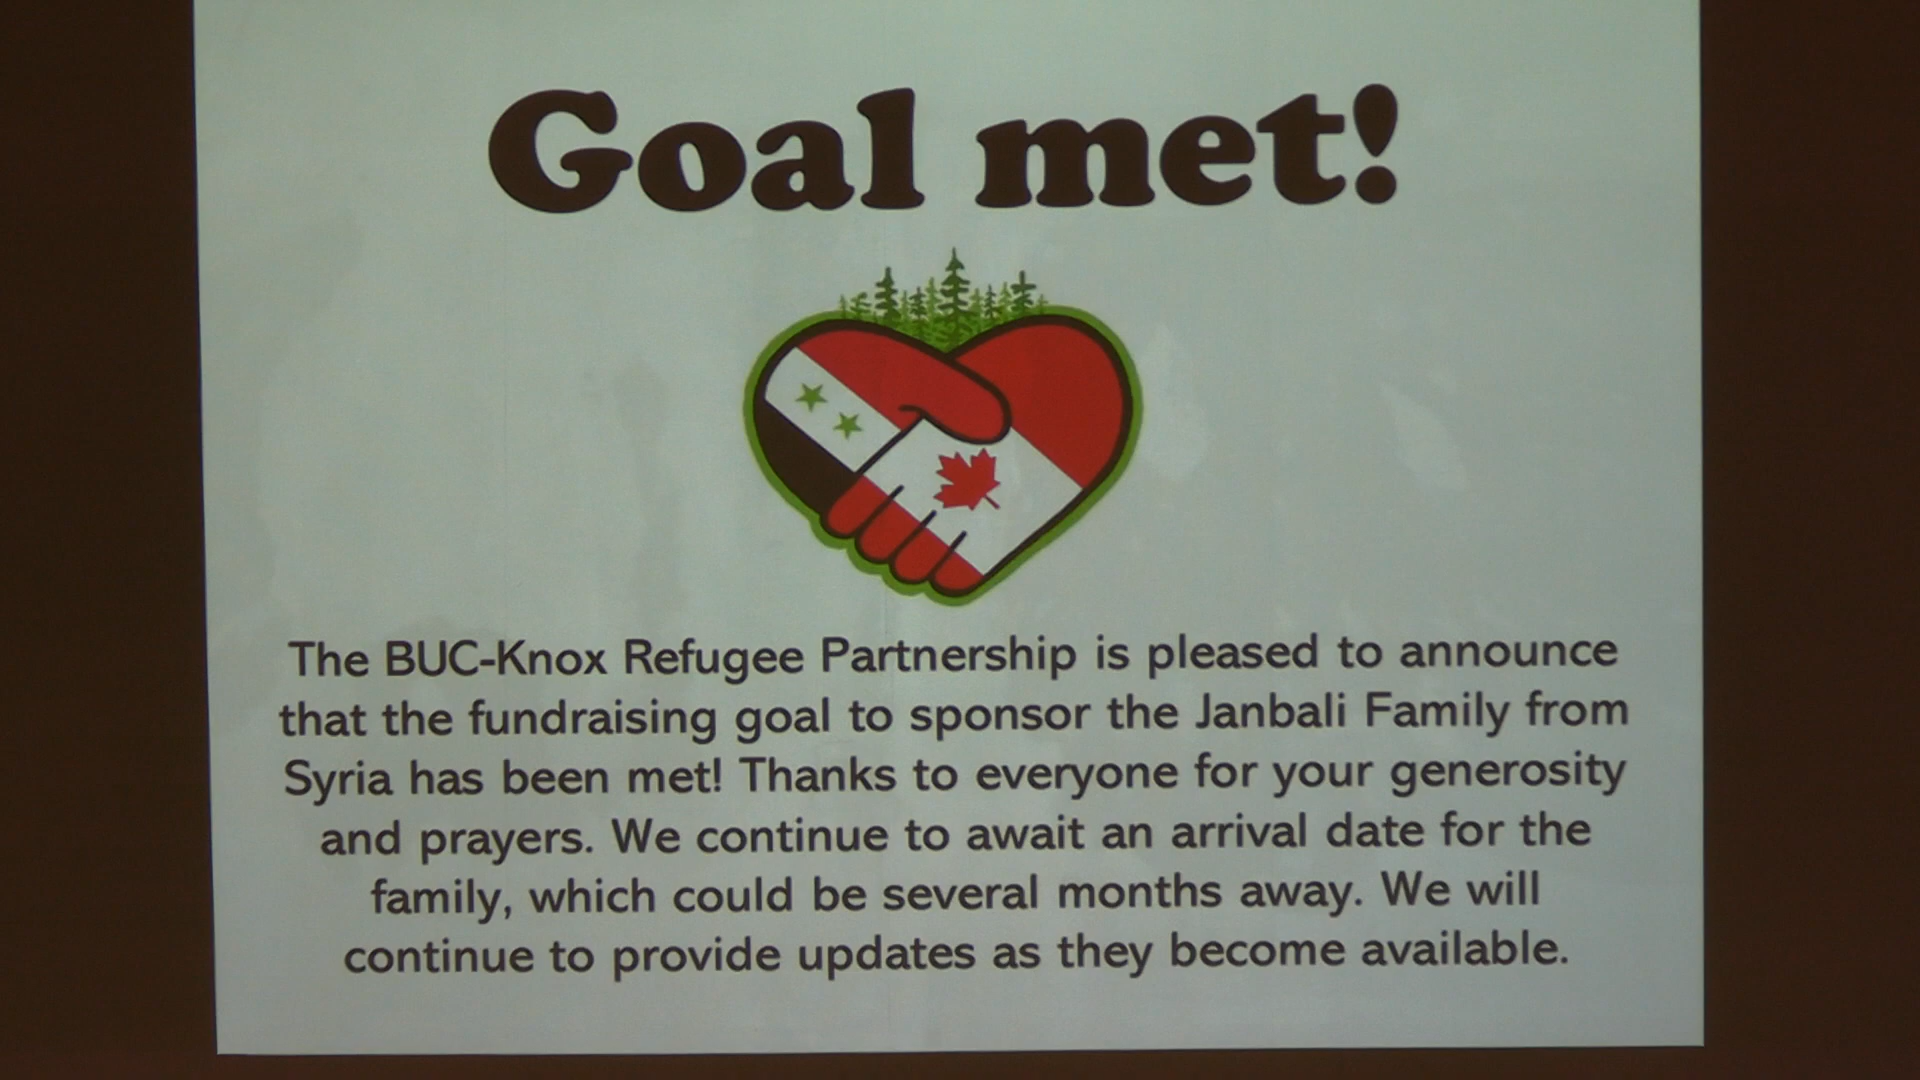 Goal met!
The BUC-Knox Refugee Partnership is pleased to announce
that the fundraising goal to sponsor the Janbali Family from
Syria has been met! Thanks to everyone for your generosity
and prayers. We continue to await an arrival date for the
family, which could be several months away. We will
continue to provide updates as they become available.